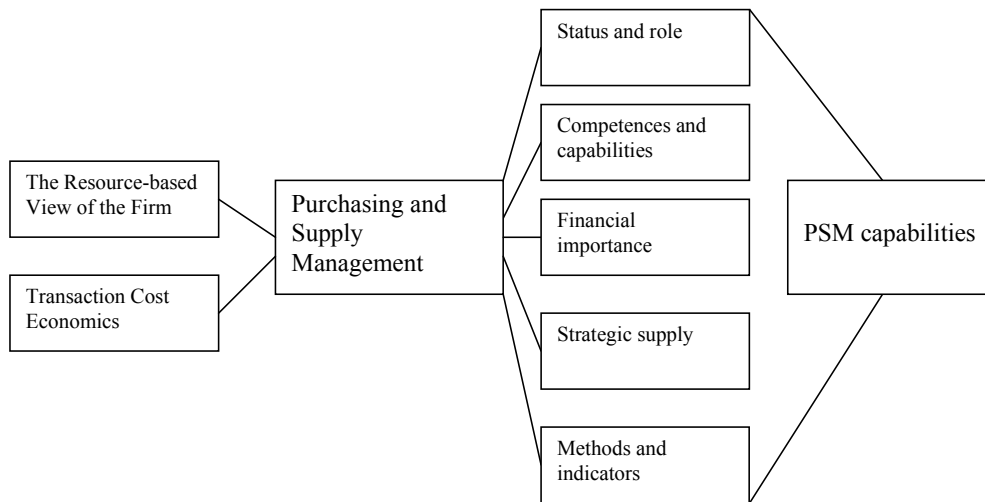 The Resource-based
View of the Firm
Transaction Cost
Economics
Purchasing and
Supply
Management
Status and role
Competences and
capabilities
Financial
importance
Strategic supply
Methods and
indicators
PSM capabilities